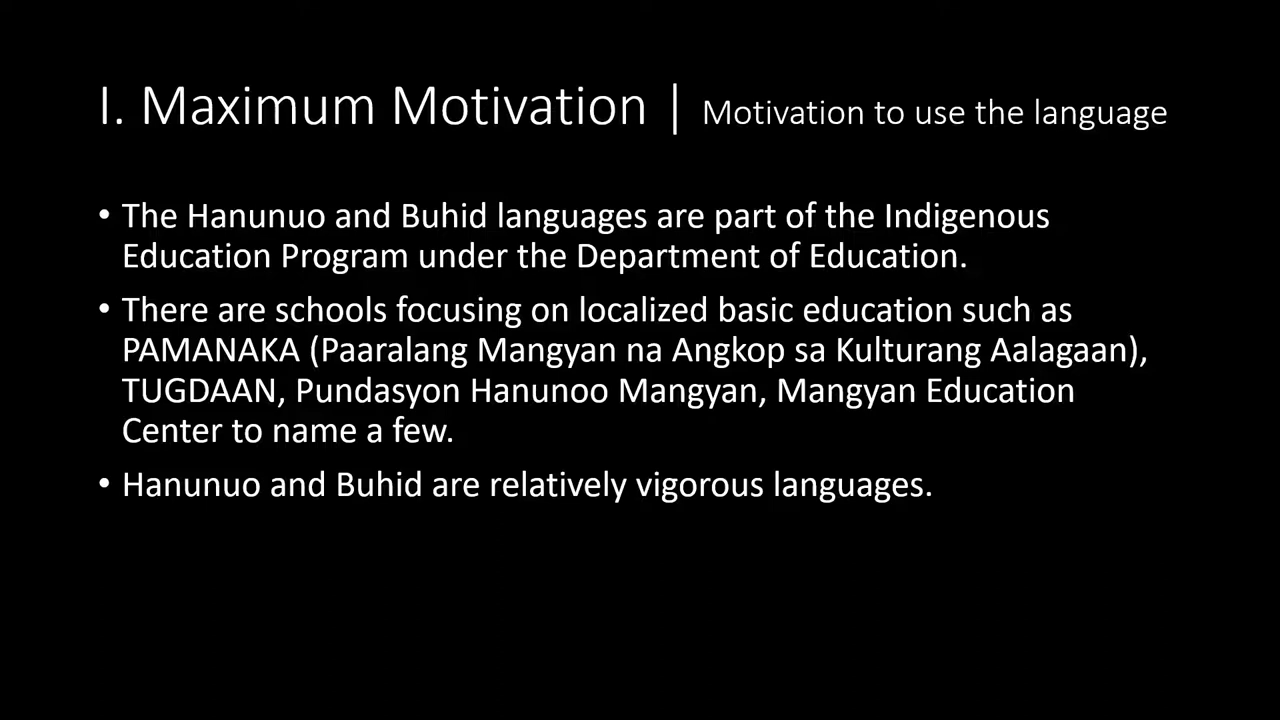 I. Maximum Motivation | Motivation to use the language
• The Hanunuo and Buhid languages are part of the Indigenous
Education Program under the Department of Education.
• There are schools focusing on localized basic education such as
PAMANAKA (Paaralang Mangyan na Angkop sa Kulturang Aalagaan),
TUGDAAN, Pundasyon Hanunoo Mangyan, Mangyan Education
Center to name a few.
• Hanunuo and Buhid are relatively vigorous languages.